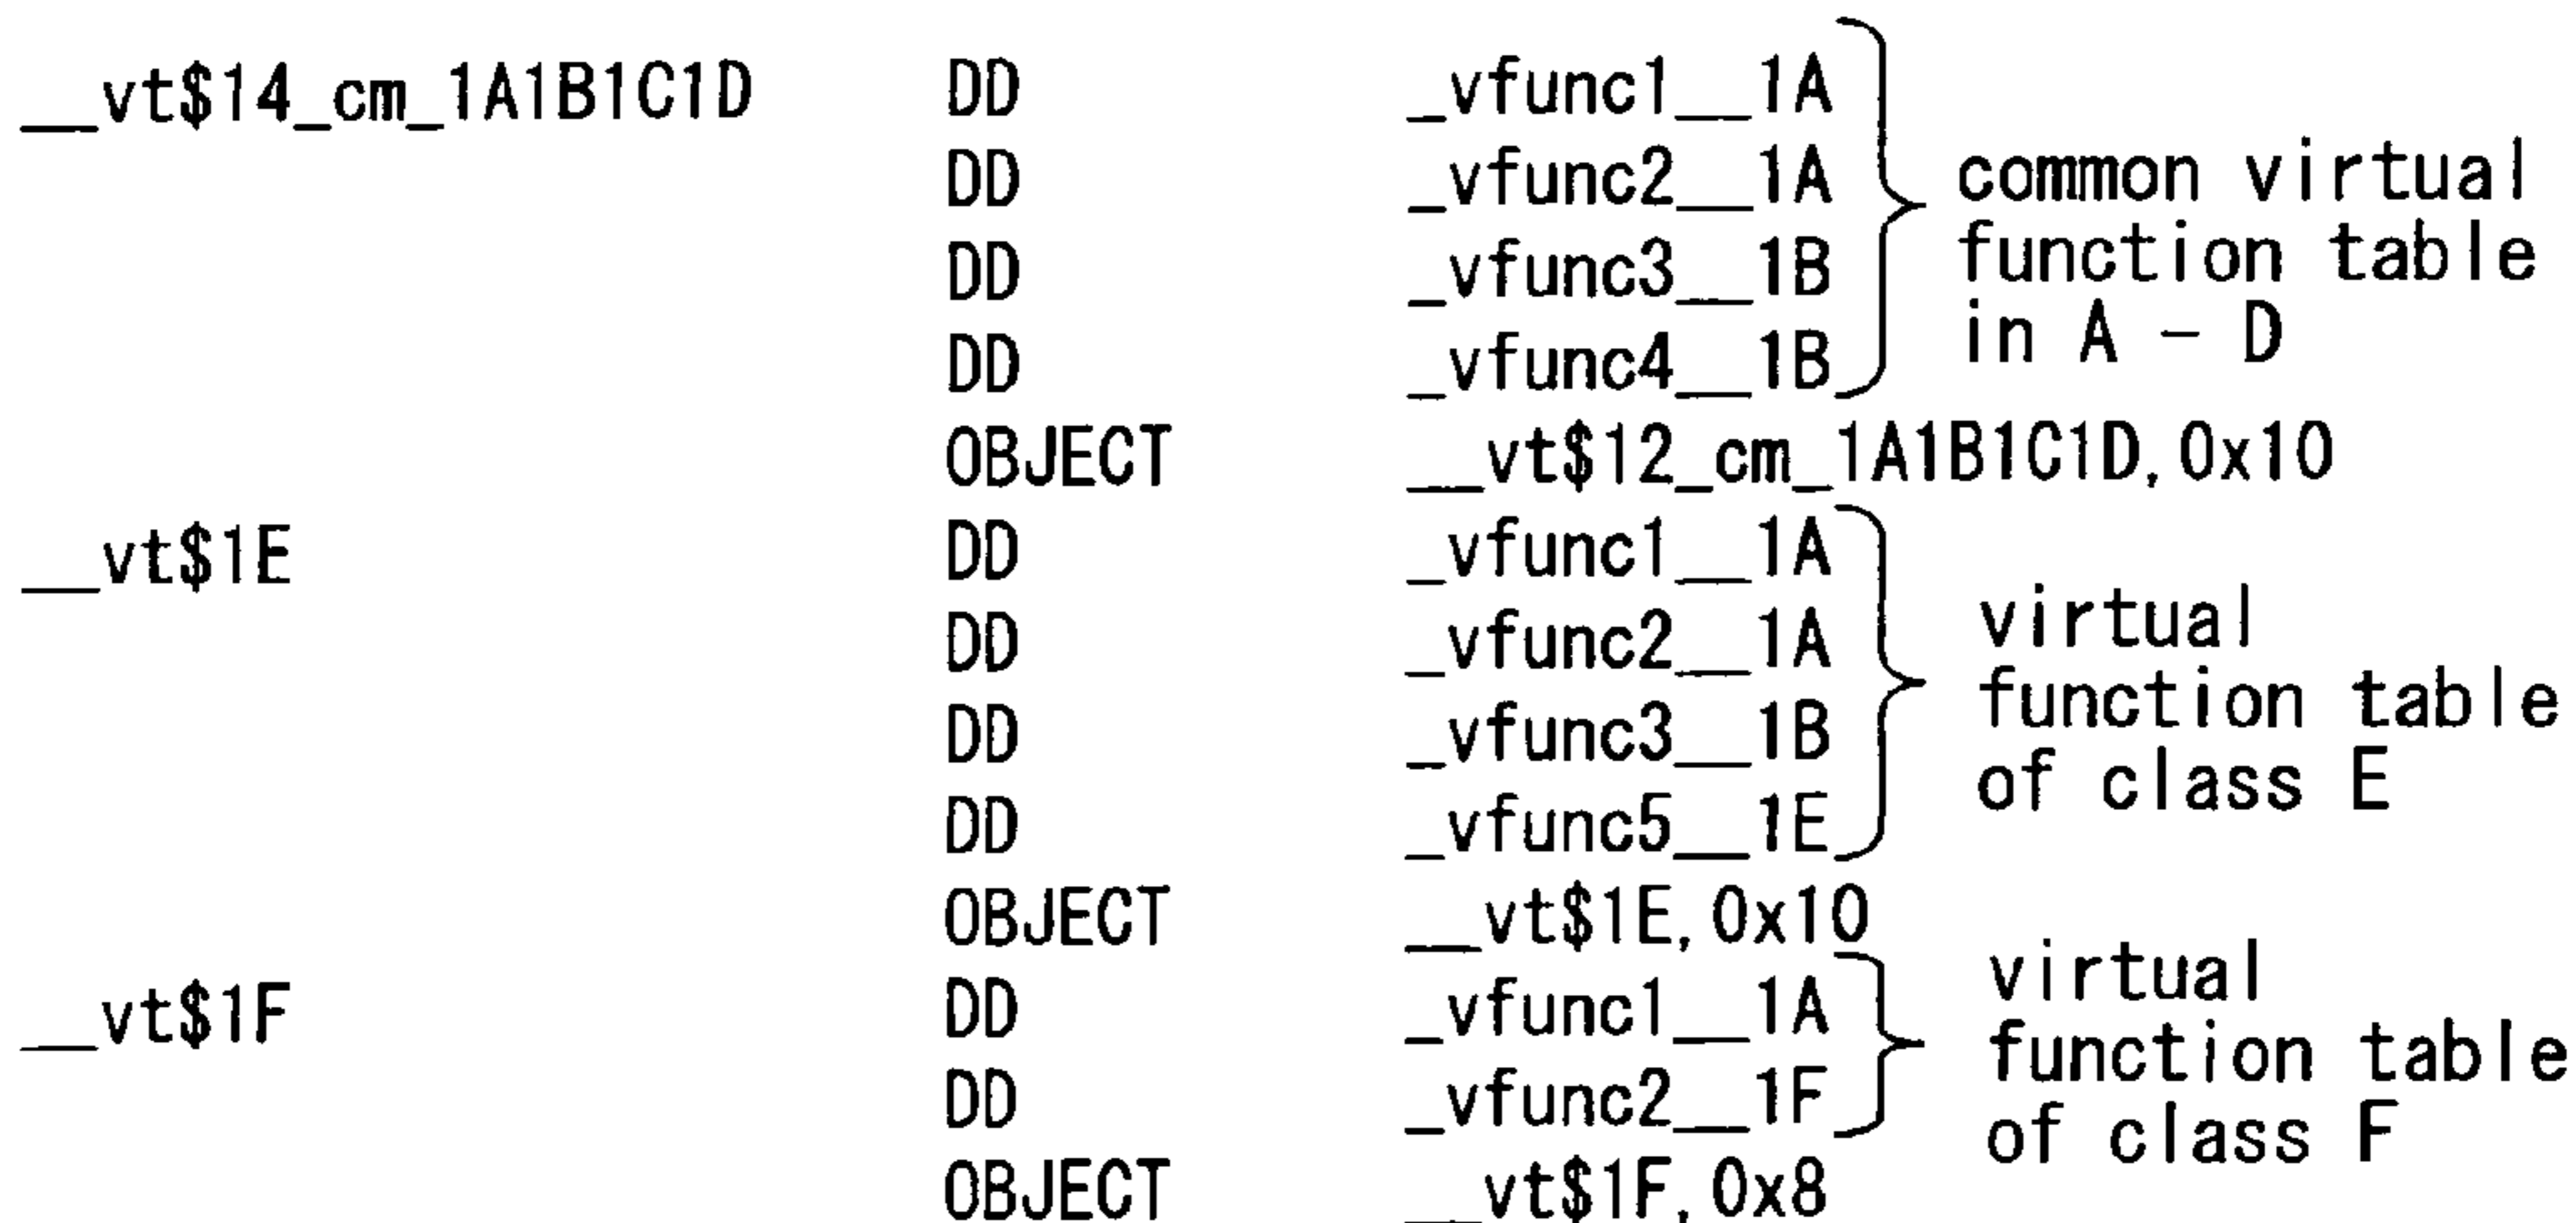 __vt$14_cm_1A1B1C1D DD _vfunc1__1A
DD _vfunc2__1A
DD _vfunc3__1B
DD _vfunc4__1B
common virtual
function table
in A - D
OBJECT __vt$12_cm_1A1B1C1D,0x10
__vt$1E DD _vfunc1__1A
DD _vfunc2__1A
DD _vfunc3__1B
DD _vfunc5__1E
virtual
function table
of class E
OBJECT __vt$1E,0x10
__vt$1F DD _vfunc1__1A
DD _vfunc2__1F
virtual
function table
of class F
OBJECT __vt$1F,0x8